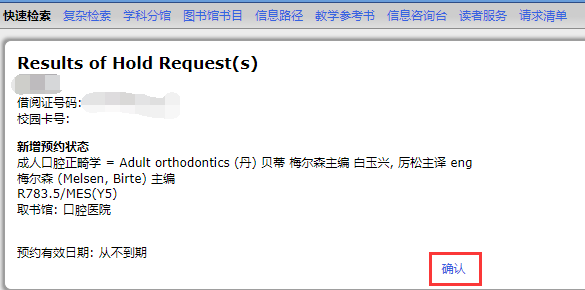 快速检索 复杂检索 学科分馆 图书馆书目 信息路径 教学参考书 信息咨询台 读者服务 请求清单
Results of Hold Request(s)
借阅证号码:
校园卡号:
新增预约状态
成人口腔正畸学 = Adult orthodontics (丹) 贝蒂 梅尔森主编 白玉兴, 厉松主译 eng
梅尔森 (Melsen, Birte) 主编
R783.5/MES(Y5)
取书馆: 口腔医院
预约有效日期: 从不到期
确认